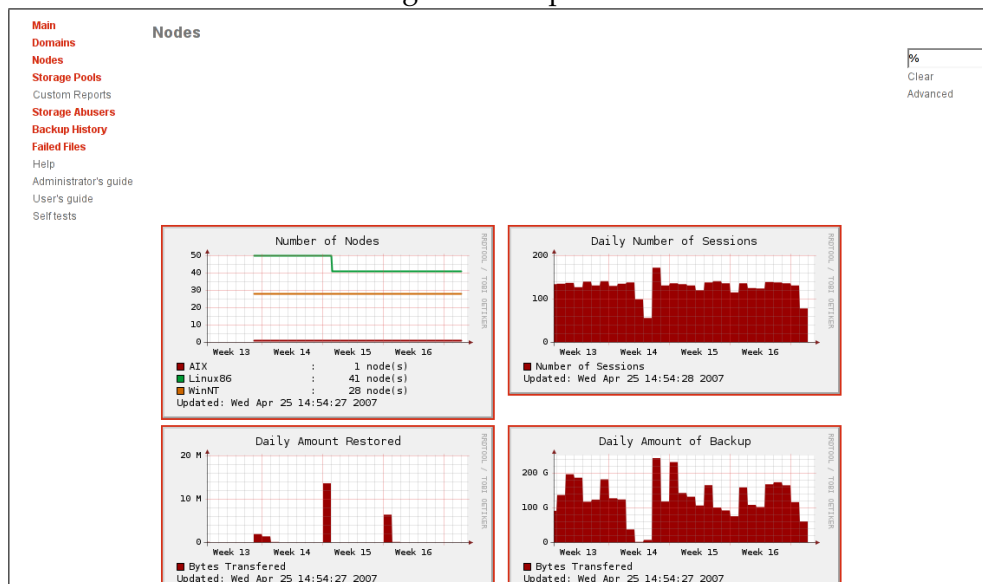 Main
Domains
Nodes
Storage Pools
Custom Reports
Storage Abusers
Backup History
Failed Files
Help
Administrator's guide
User's guide
Self tests
Nodes
%
Clear
Advanced
Number of Nodes
RRDTOOL / TOBI OETIKER
50
40
30
20
10
0
Week 13 Week 14 Week 15 Week 16
AIX : 1 node(s)
Linux86 : 41 node(s)
WinNT : 28 node(s)
Updated: Wed Apr 25 14:54:27 2007
Daily Number of Sessions
RRDTOOL / TOBI OETIKER
200
100
0
Week 13 Week 14 Week 15 Week 16
Number of Sessions
Updated: Wed Apr 25 14:54:28 2007
Daily Amount Restored
RRDTOOL / TOBI OETIKER
20 M
10 M
0
Week 13 Week 14 Week 15 Week 16
Bytes Transfered
Updated: Wed Apr 25 14:54:27 2007
Daily Amount of Backup
RRDTOOL / TOBI OETIKER
200 G
100 G
0
Week 13 Week 14 Week 15 Week 16
Bytes Transfered
Updated: Wed Apr 25 14:54:27 2007